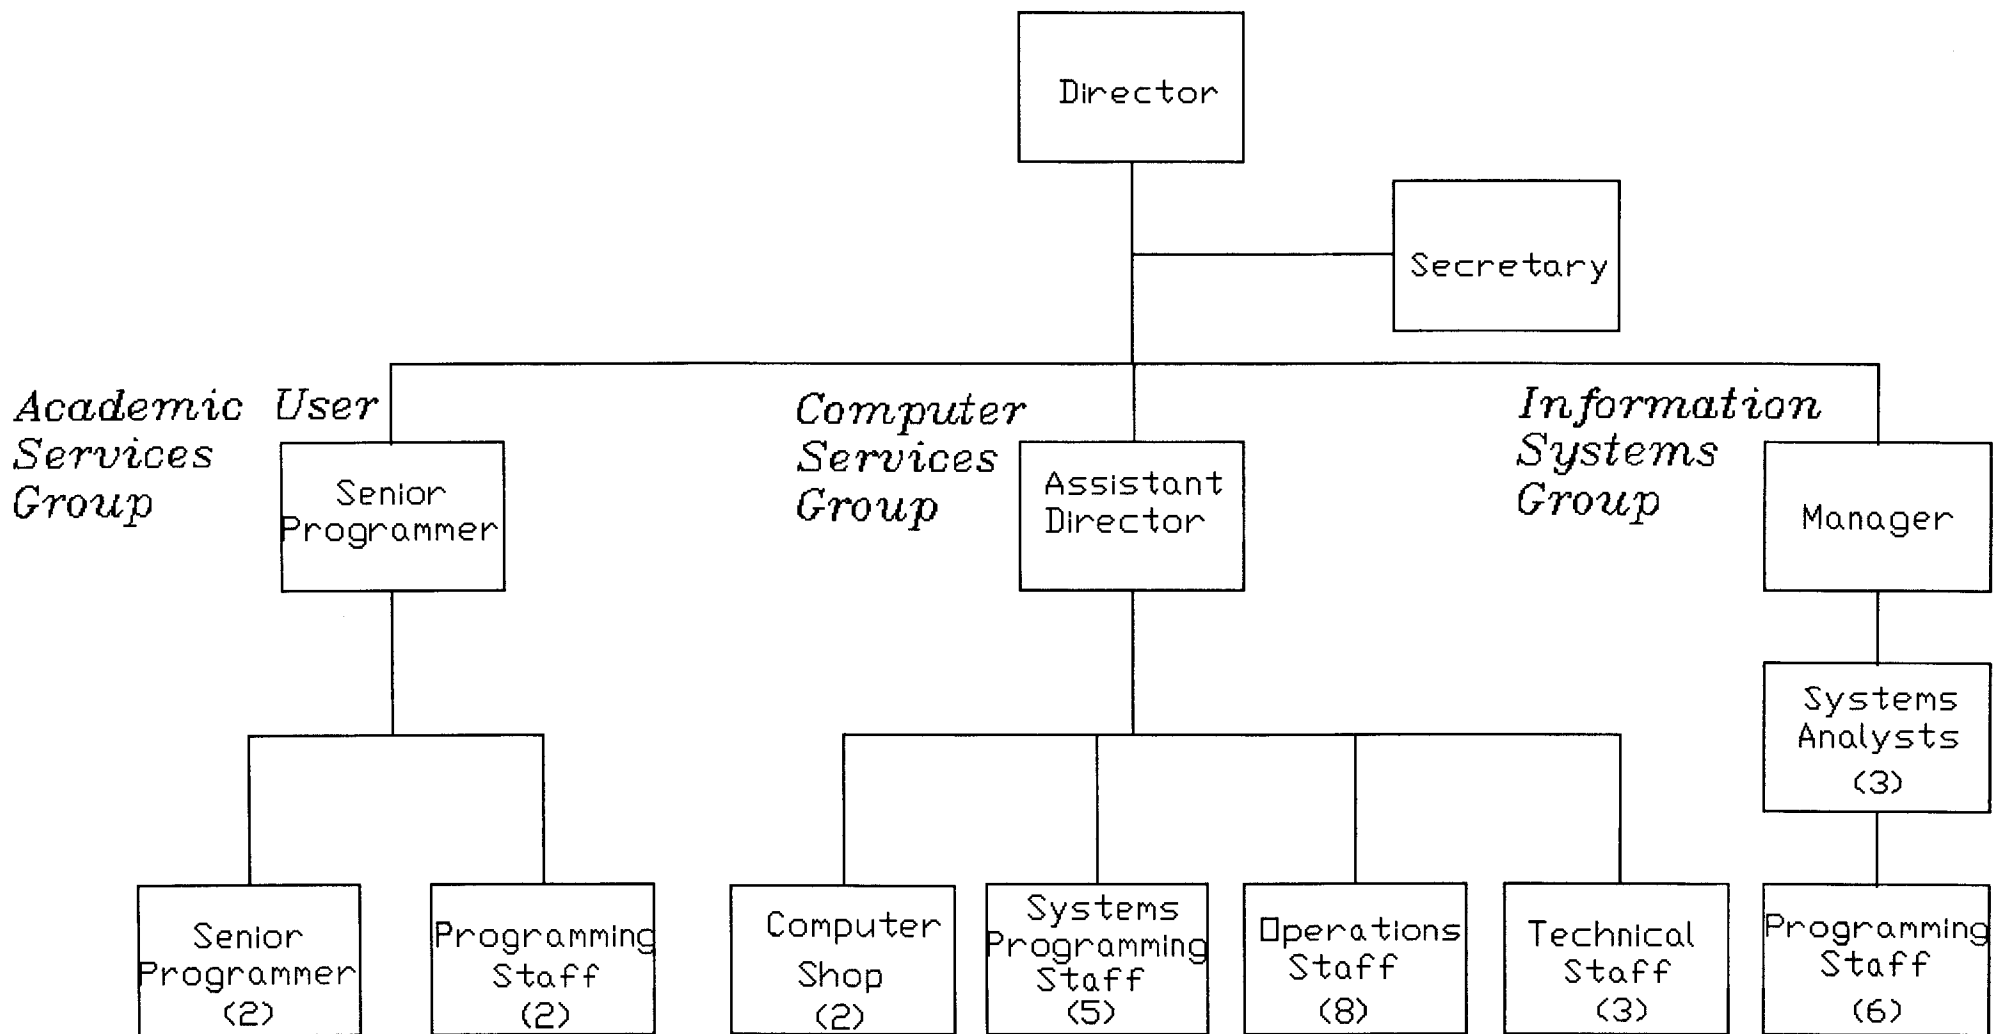 Director
Secretary
Academic User
Services
Group
Senior
Programmer
Computer
Services
Group
Assistant
Director
Information
Systems
Group
Manager
Systems
Analysts
(3)
Senior
Programmer
(2)
Programming
Staff
(2)
Computer
Shop
(2)
Systems
Programming
Staff
(5)
Operations
Staff
(8)
Technical
Staff
(3)
Programming
Staff
(6)